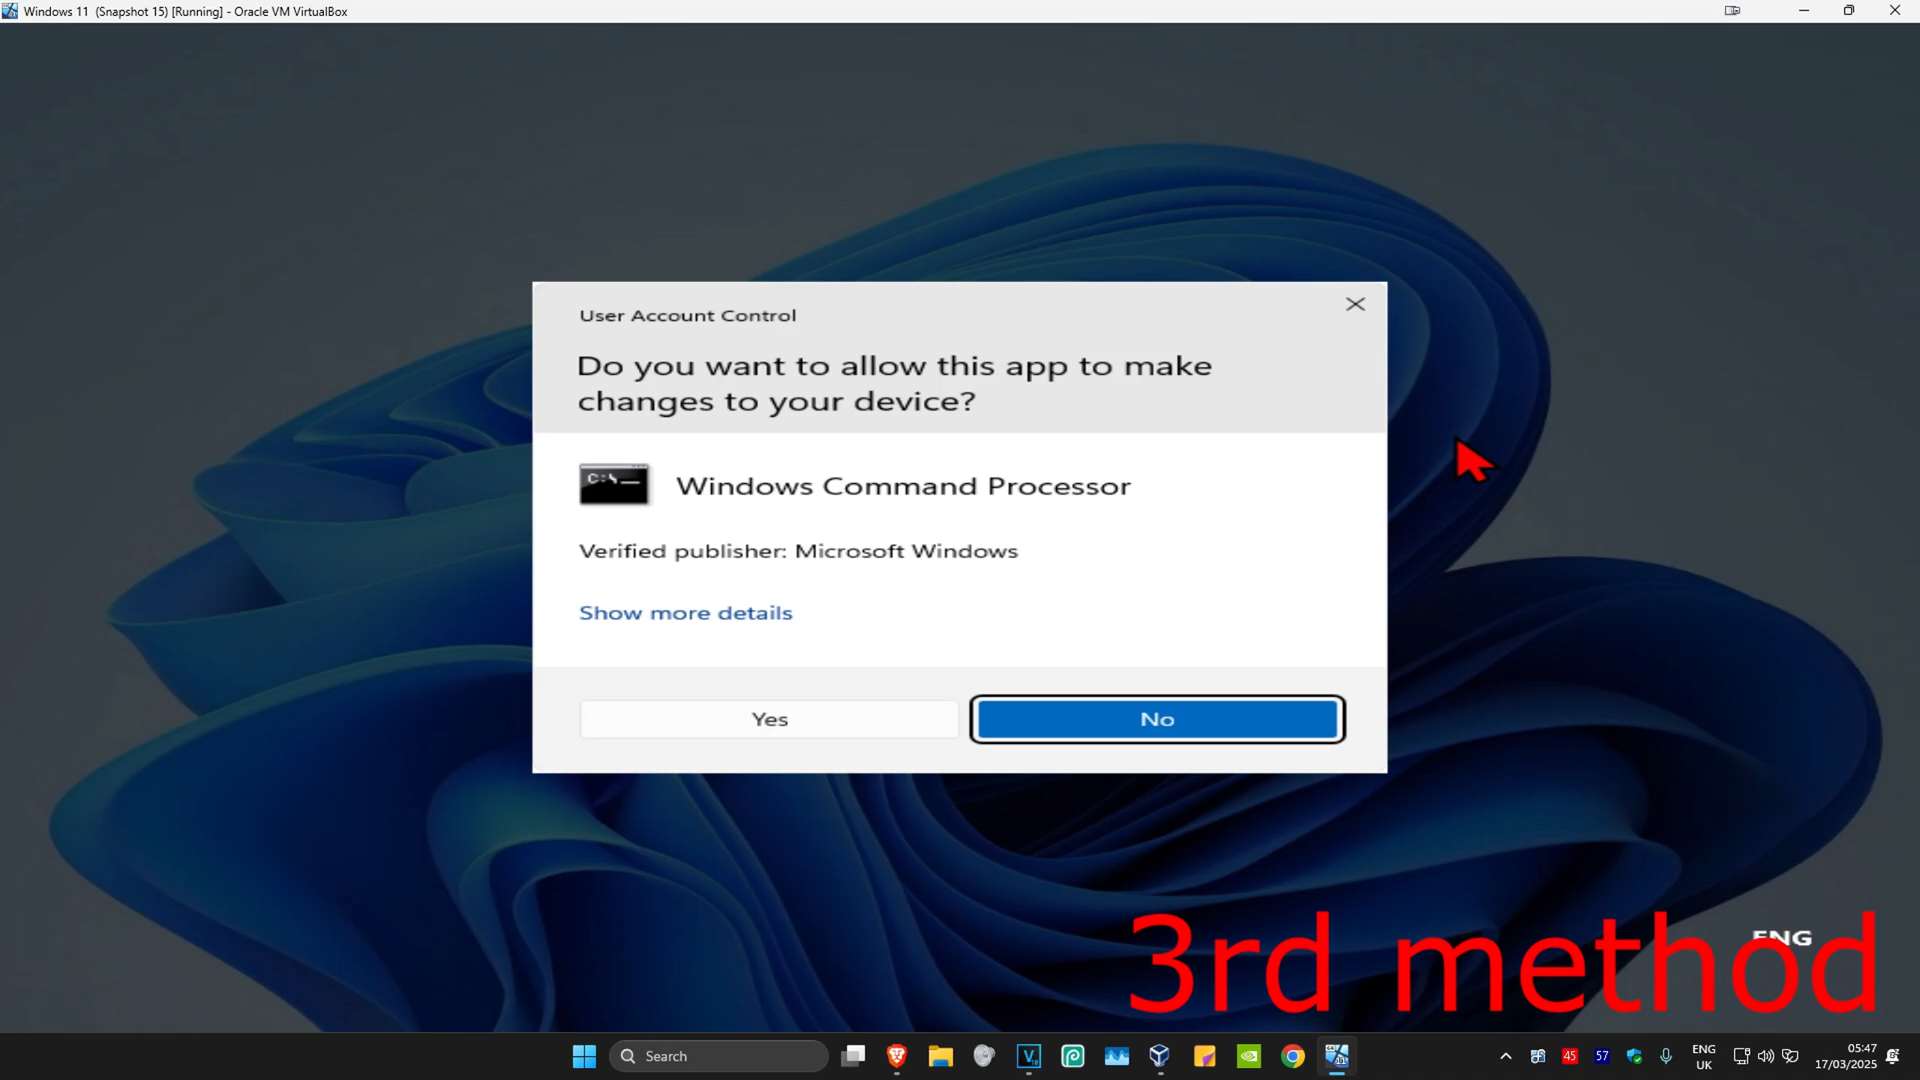 Windows 11 (Snapshot 15) [Running] - Oracle VM VirtualBox
User Account Control
Do you want to allow this app to make
changes to your device?
C:\
Windows Command Processor
Verified publisher: Microsoft Windows
Show more details
Yes
No
ENG
3rd method
Search
45
57
ENG
UK
05:47
17/03/2025